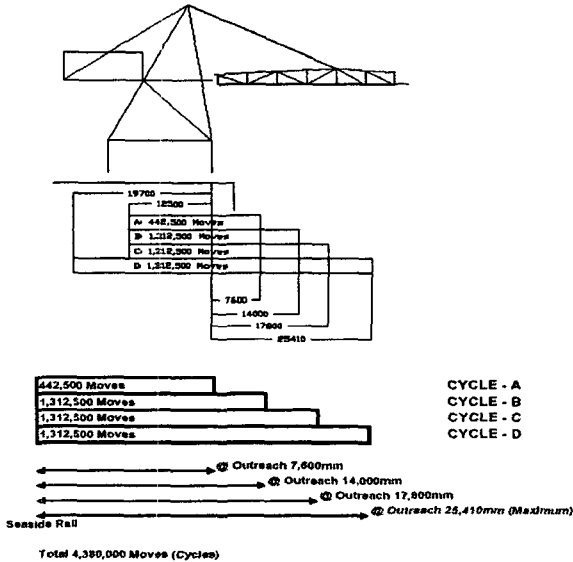 19700
12500
A 442,500 Moves
B 1,312,500 Moves
C 1,312,500 Moves
D 1,312,500 Moves
7600
14000
17800
25410
442,500 Moves CYCLE - A
1,312,500 Moves CYCLE - B
1,312,500 Moves CYCLE - C
1,312,500 Moves CYCLE - D
@ Outreach 7,600mm
@ Outreach 14,000mm
@ Outreach 17,800mm
@ Outreach 25,410mm (Maximum)
Seaside Rail
Total 4,380,000 Moves (Cycles)